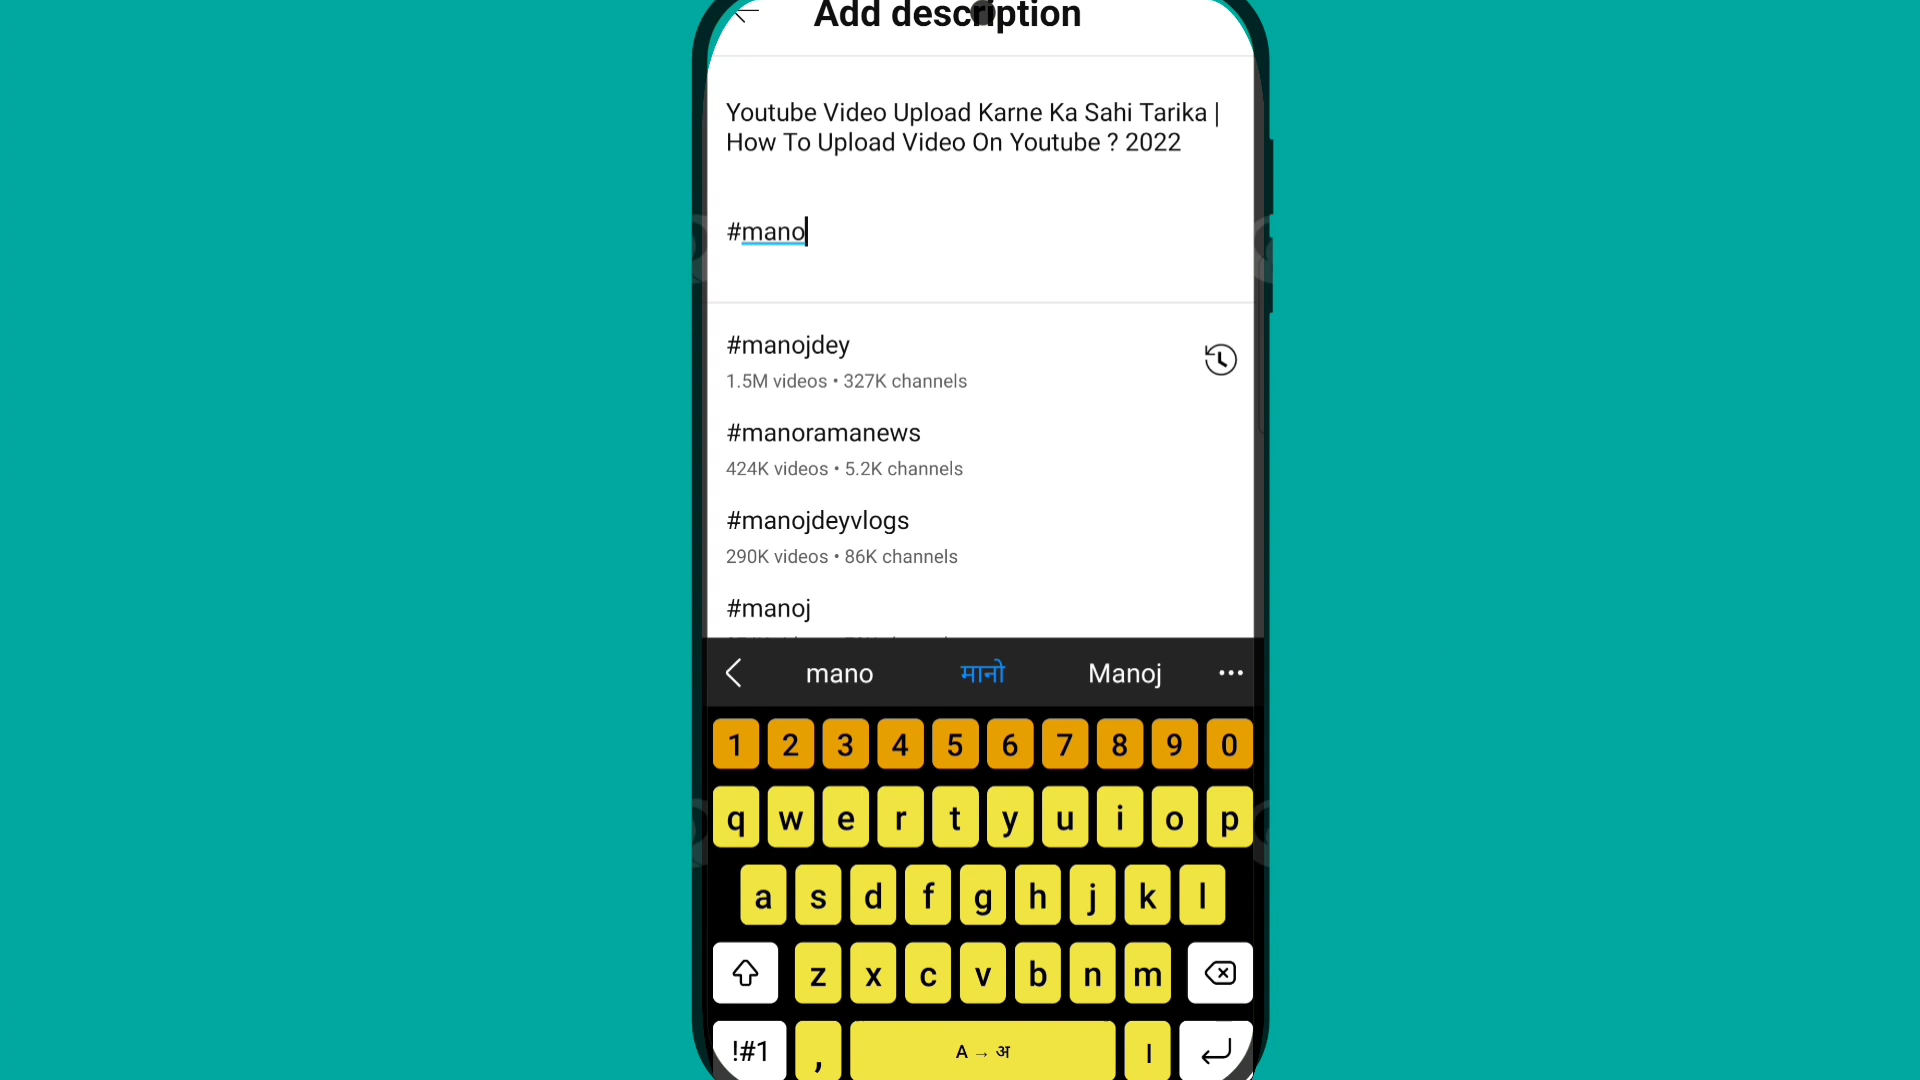 Add description
Youtube Video Upload Karne Ka Sahi Tarika |
How To Upload Video On Youtube ? 2022
#mano
#manojdey
1.5M videos • 327K channels
#manoramanews
424K videos • 5.2K channels
#manojdeyvlogs
290K videos • 86K channels
#manoj
mano मानो Manoj
1 2 3 4 5 6 7 8 9 0
q w e r t y u i o p
a s d f g h j k l
z x c v b n m
!#1 , A → अ |